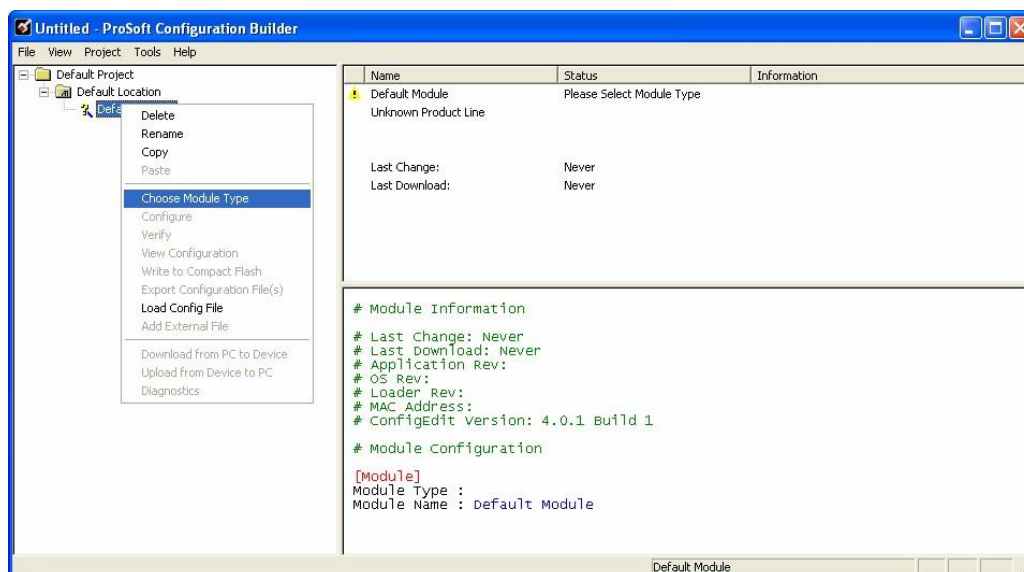 Untitled - ProSoft Configuration Builder
File View Project Tools Help
Default Project
Default Location
Delete
Rename
Copy
Paste
Choose Module Type
Configure
Verify
View Configuration
Write to Compact Flash
Export Configuration File(s)
Load Config File
Add External File
Download from PC to Device
Upload from Device to PC
Diagnostics
Name Status Information
Default Module Please Select Module Type
Unknown Product Line
Last Change: Never
Last Download: Never
# Module Information
# Last Change: Never
# Last Download: Never
# Application Rev:
# OS Rev:
# Loader Rev:
# MAC Address:
# ConfigEdit Version: 4.0.1 Build 1
# Module Configuration
[Module]
Module Type :
Module Name : Default Module
Default Module